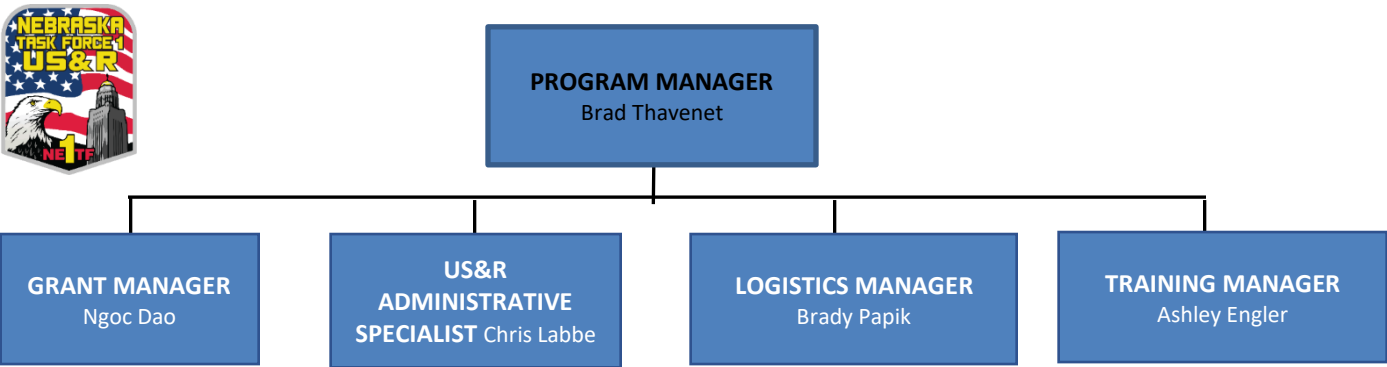 NEBRASKA
TASK FORCE 1
US&R
NE 1 TF
PROGRAM MANAGER
Brad Thavenet
GRANT MANAGER
Ngoc Dao
US&R
ADMINISTRATIVE
SPECIALIST Chris Labbe
LOGISTICS MANAGER
Brady Papik
TRAINING MANAGER
Ashley Engler